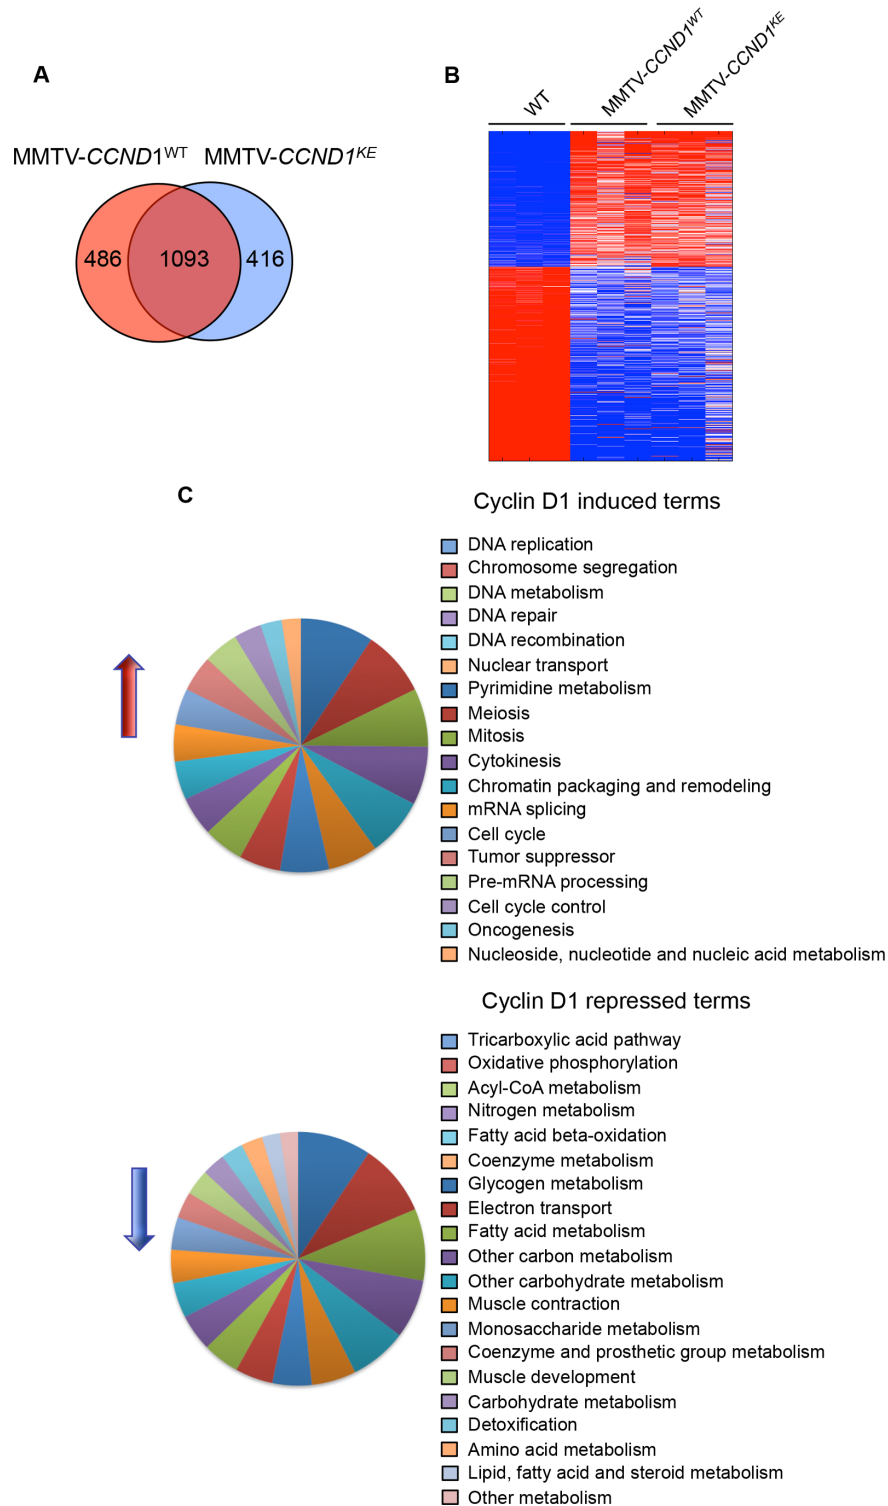 A
MMTV-CCND1WT MMTV-CCND1KE
486 1093 416
B
WT
MMTV-CCND1WT
MMTV-CCND1KE
C
Cyclin D1 induced terms
DNA replication
Chromosome segregation
DNA metabolism
DNA repair
DNA recombination
Nuclear transport
Pyrimidine metabolism
Meiosis
Mitosis
Cytokinesis
Chromatin packaging and remodeling
mRNA splicing
Cell cycle
Tumor suppressor
Pre-mRNA processing
Cell cycle control
Oncogenesis
Nucleoside, nucleotide and nucleic acid metabolism
Cyclin D1 repressed terms
Tricarboxylic acid pathway
Oxidative phosphorylation
Acyl-CoA metabolism
Nitrogen metabolism
Fatty acid beta-oxidation
Coenzyme metabolism
Glycogen metabolism
Electron transport
Fatty acid metabolism
Other carbon metabolism
Other carbohydrate metabolism
Muscle contraction
Monosaccharide metabolism
Coenzyme and prosthetic group metabolism
Muscle development
Carbohydrate metabolism
Detoxification
Amino acid metabolism
Lipid, fatty acid and steroid metabolism
Other metabolism